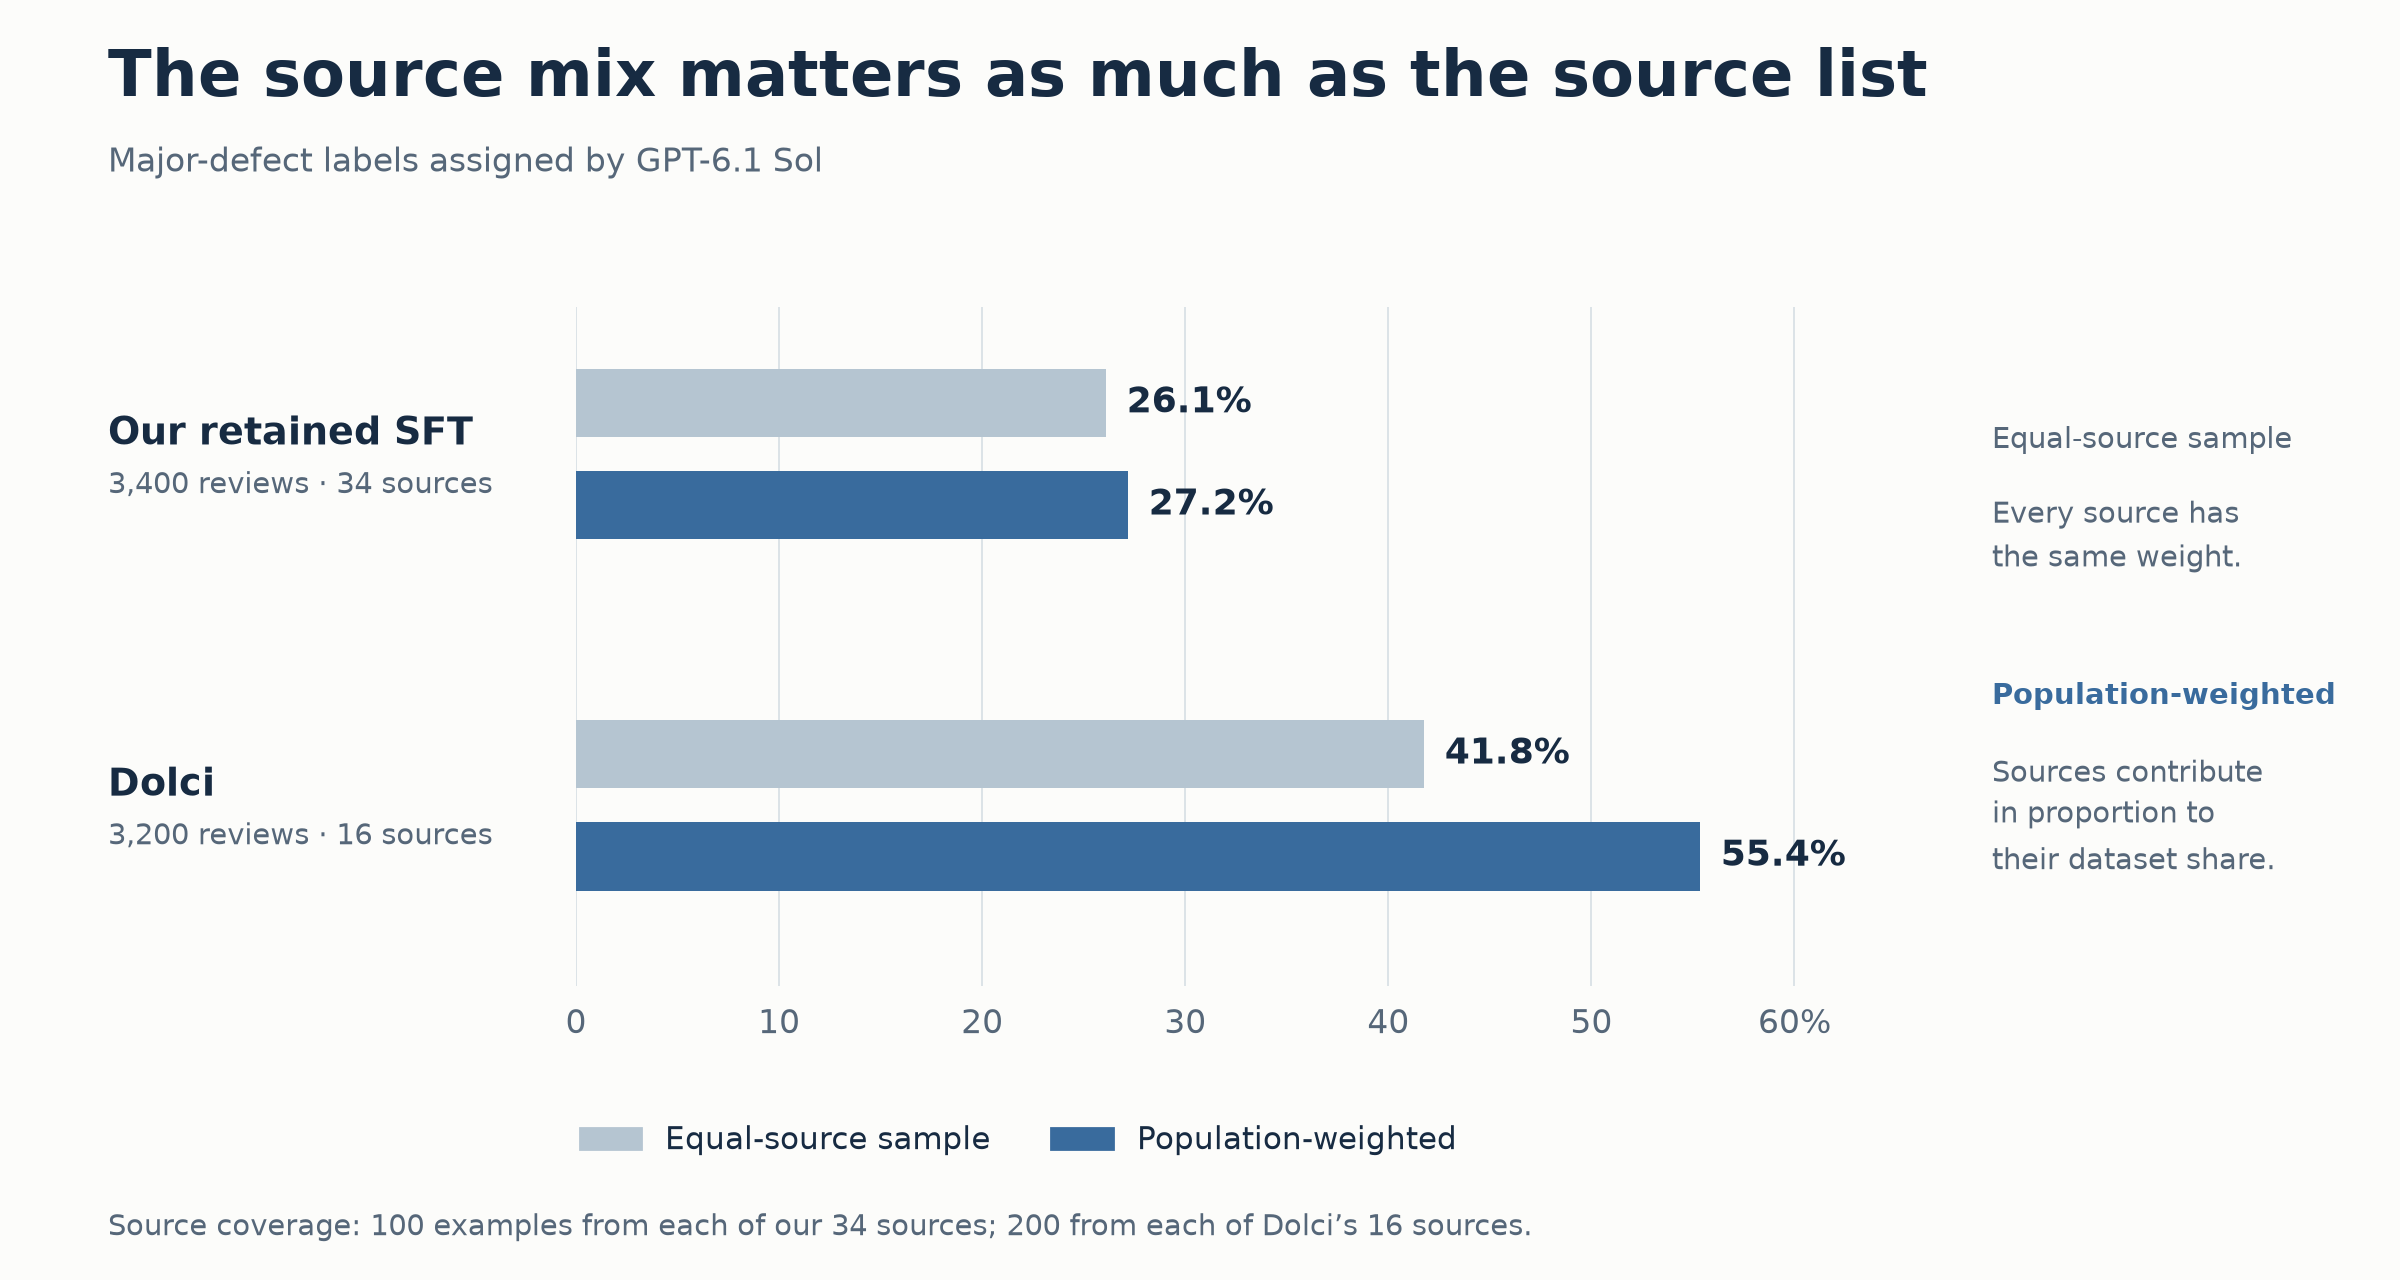 The source mix matters as much as the source list
Major-defect labels assigned by GPT-6.1 Sol
Our retained SFT
3,400 reviews · 34 sources
26.1%
27.2%
Dolci
3,200 reviews · 16 sources
41.8%
55.4%
0 10 20 30 40 50 60%
Equal-source sample
Every source has
the same weight.
Population-weighted
Sources contribute
in proportion to
their dataset share.
Equal-source sample Population-weighted
Source coverage: 100 examples from each of our 34 sources; 200 from each of Dolci’s 16 sources.